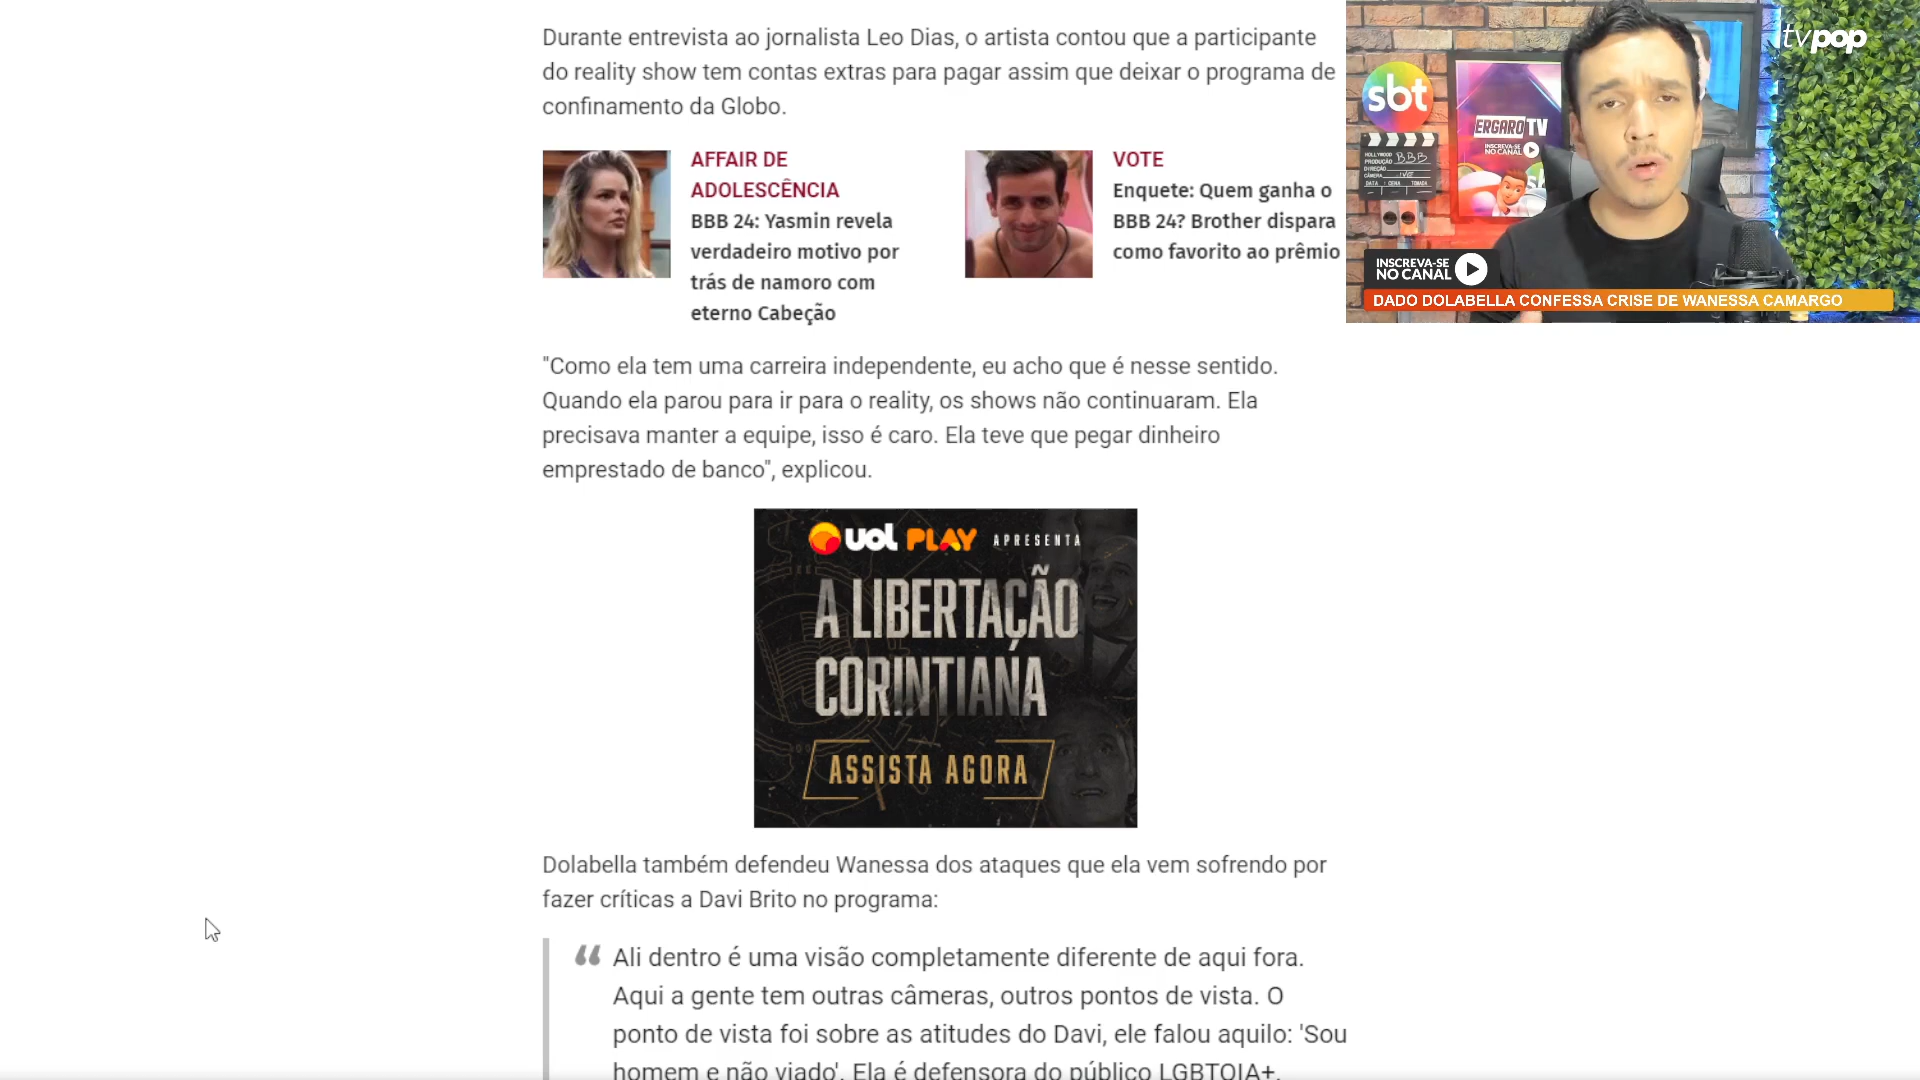 Durante entrevista ao jornalista Leo Dias, o artista contou que a participante
do reality show tem contas extras para pagar assim que deixar o programa de
confinamento da Globo.
AFFAIR DE
ADOLESCÊNCIA
BBB 24: Yasmin revela
verdadeiro motivo por
trás de namoro com
eterno Cabeção
VOTE
Enquete: Quem ganha o
BBB 24? Brother dispara
como favorito ao prêmio
"Como ela tem uma carreira independente, eu acho que é nesse sentido.
Quando ela parou para ir para o reality, os shows não continuaram. Ela
precisava manter a equipe, isso é caro. Ela teve que pegar dinheiro
emprestado de banco", explicou.
UOL PLAY APRESENTA
A LIBERTAÇÃO
CORINTIANA
ASSISTA AGORA
Dolabella também defendeu Wanessa dos ataques que ela vem sofrendo por
fazer críticas a Davi Brito no programa:
“ Ali dentro é uma visão completamente diferente de aqui fora.
Aqui a gente tem outras câmeras, outros pontos de vista. O
ponto de vista foi sobre as atitudes do Davi, ele falou aquilo: 'Sou
homem e não viado'. Ela é defensora do público LGBTQIA+,
tvpop
sbt
ERGARO TV
INSCREVA-SE
NO CANAL
HOLLYWOOD
PRODUÇÃO BBB
DIREÇÃO
CÂMERA
DATA CENA TOMADA
INSCREVA-SE
NO CANAL
DADO DOLABELLA CONFESSA CRISE DE WANESSA CAMARGO